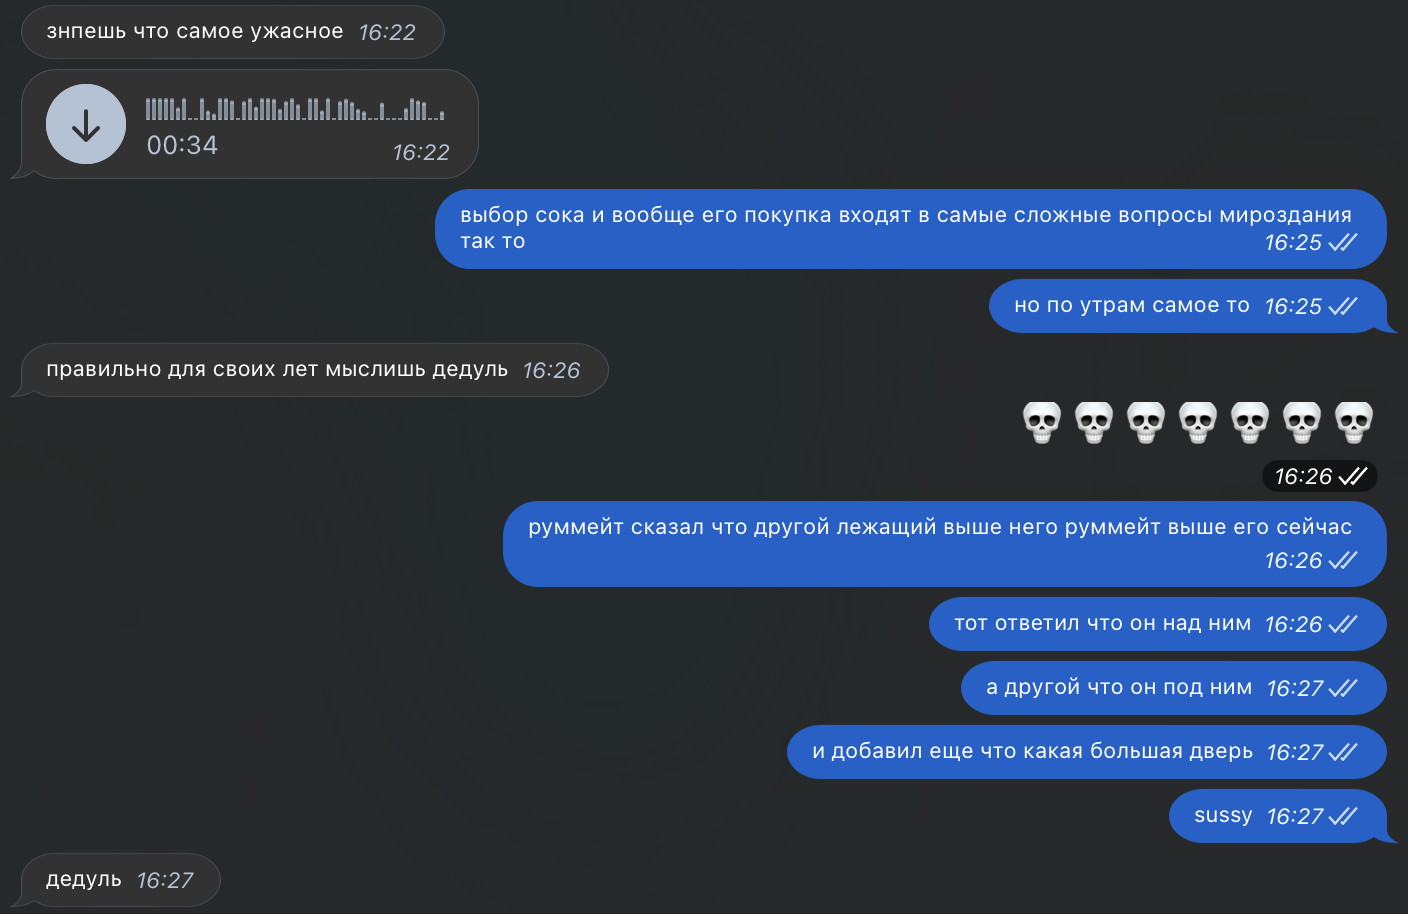 знпешь что самое ужасное 16:22
00:34
16:22
выбор сока и вообще его покупка входят в самые сложные вопросы мироздания
так то 16:25
но по утрам самое то 16:25
правильно для своих лет мыслишь дедуль 16:26
16:26
руммейт сказал что другой лежащий выше него руммейт выше его сейчас
16:26
тот ответил что он над ним 16:26
а другой что он под ним 16:27
и добавил еще что какая большая дверь 16:27
sussy 16:27
дедуль 16:27